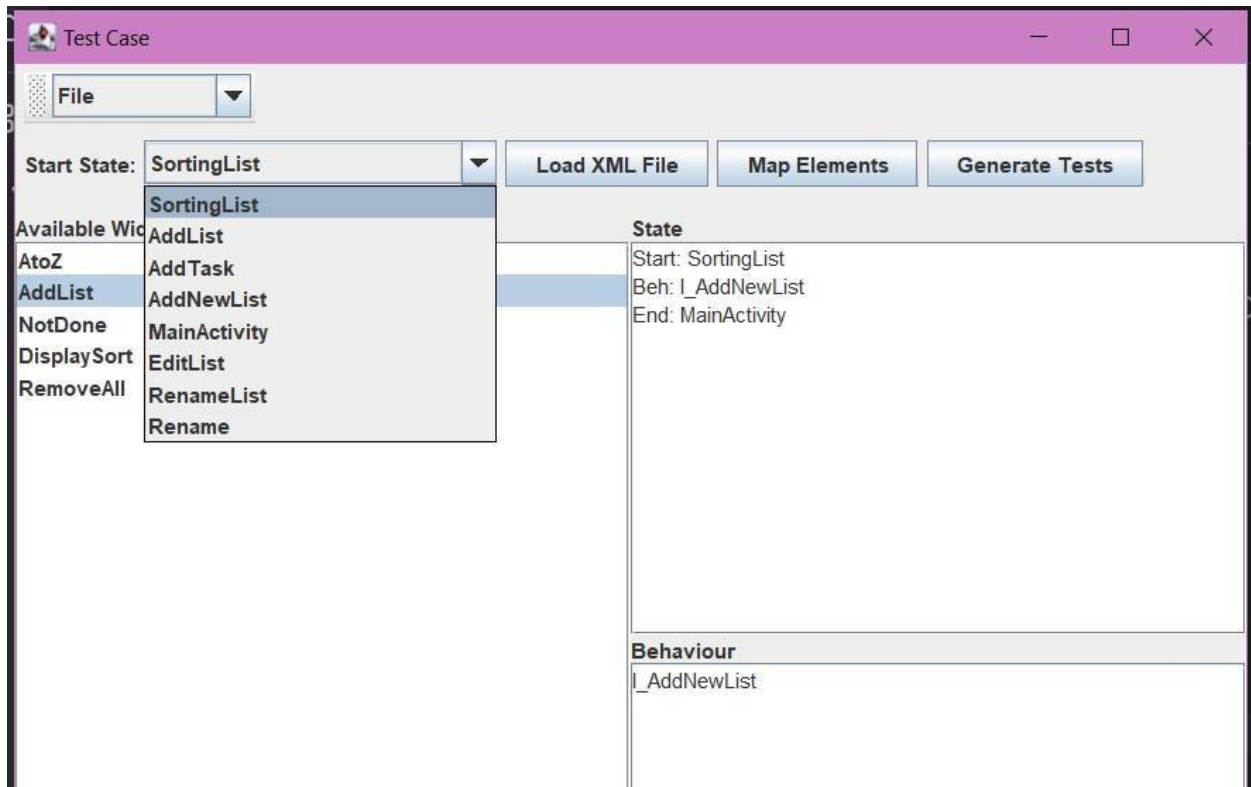 Test Case
File
Start State: SortingList Load XML File Map Elements Generate Tests
SortingList
AddList
AddTask
AddNewList
MainActivity
EditList
RenameList
Rename
Available
AtoZ
AddList
NotDone
DisplaySort
RemoveAll
State
Start: SortingList
Beh: I_AddNewList
End: MainActivity
Behaviour
I_AddNewList